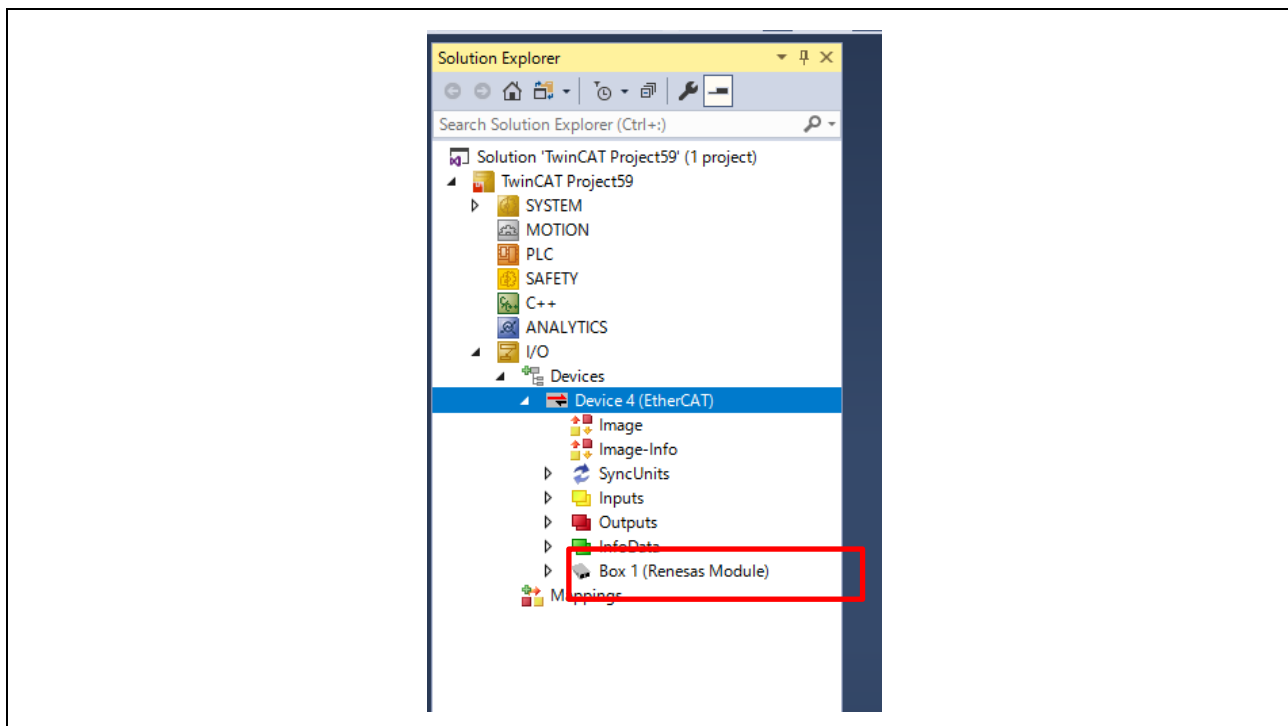 Solution Explorer
Search Solution Explorer (Ctrl+:)
Solution 'TwinCAT Project59' (1 project)
TwinCAT Project59
SYSTEM
MOTION
PLC
SAFETY
C++
ANALYTICS
I/O
Devices
Device 4 (EtherCAT)
Image
Image-Info
SyncUnits
Inputs
Outputs
InfoData
Box 1 (Renesas Module)
Mappings